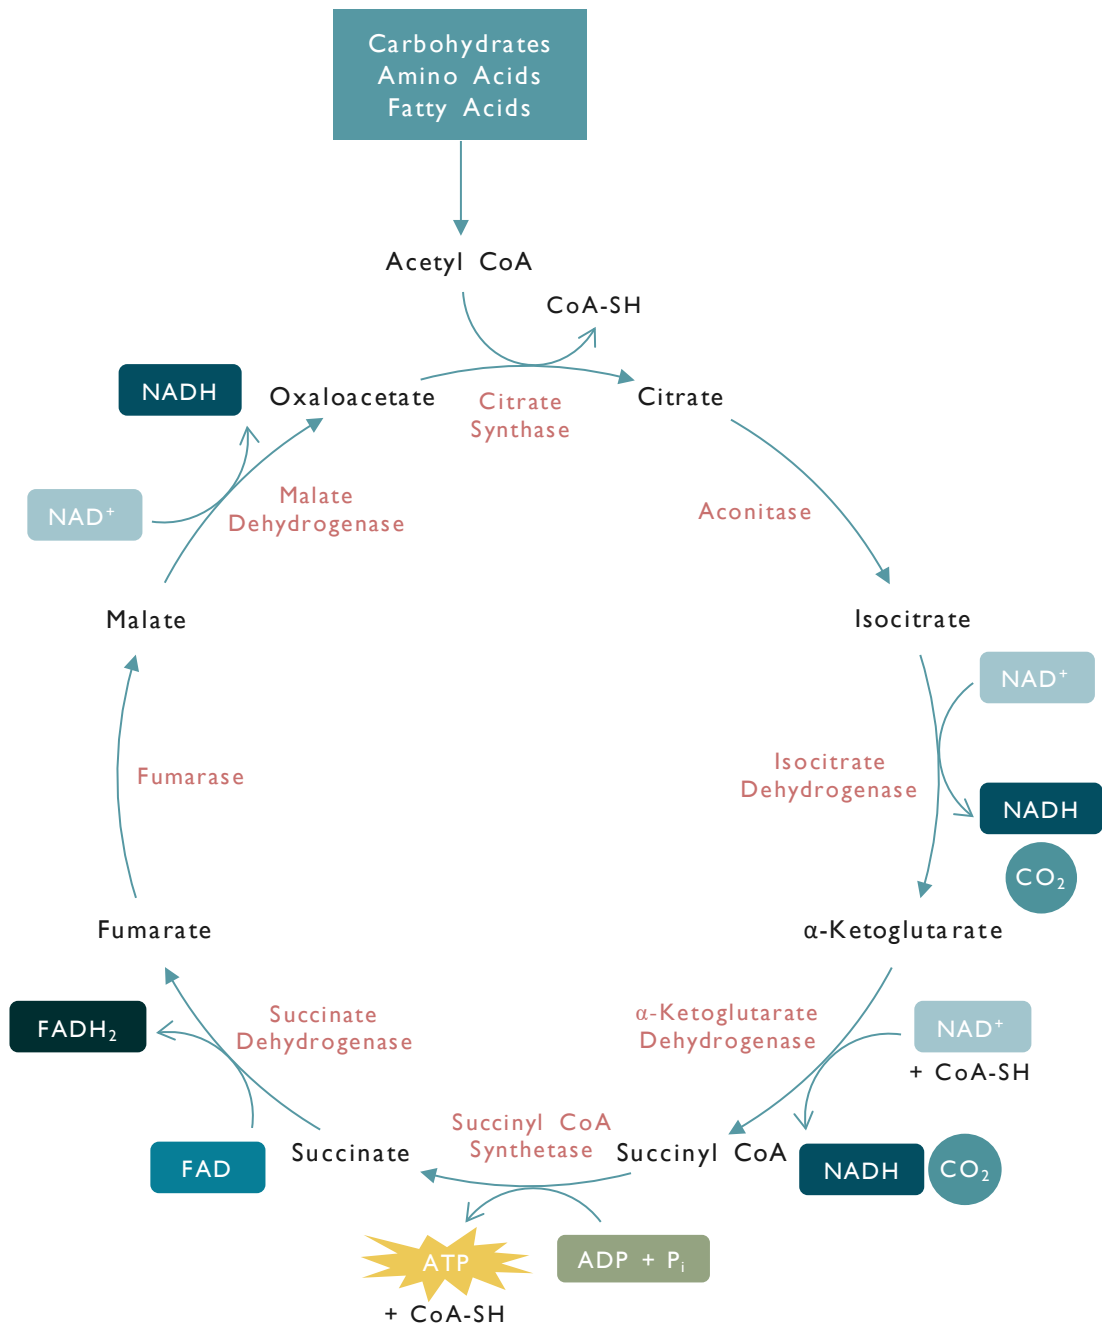 Carbohydrates
Amino Acids
Fatty Acids
Acetyl CoA
CoA-SH
NADH
Oxaloacetate
Citrate
Synthase
Citrate
NAD⁺
Malate
Dehydrogenase
Aconitase
Malate
Isocitrate
NAD⁺
Fumarase
Isocitrate
Dehydrogenase
NADH
CO₂
Fumarate
α-Ketoglutarate
FADH₂
Succinate
Dehydrogenase
α-Ketoglutarate
Dehydrogenase
NAD⁺
+ CoA-SH
Succinyl CoA
Synthetase
FAD
Succinate
Succinyl CoA
NADH
CO₂
ATP
ADP + Pᵢ
+ CoA-SH